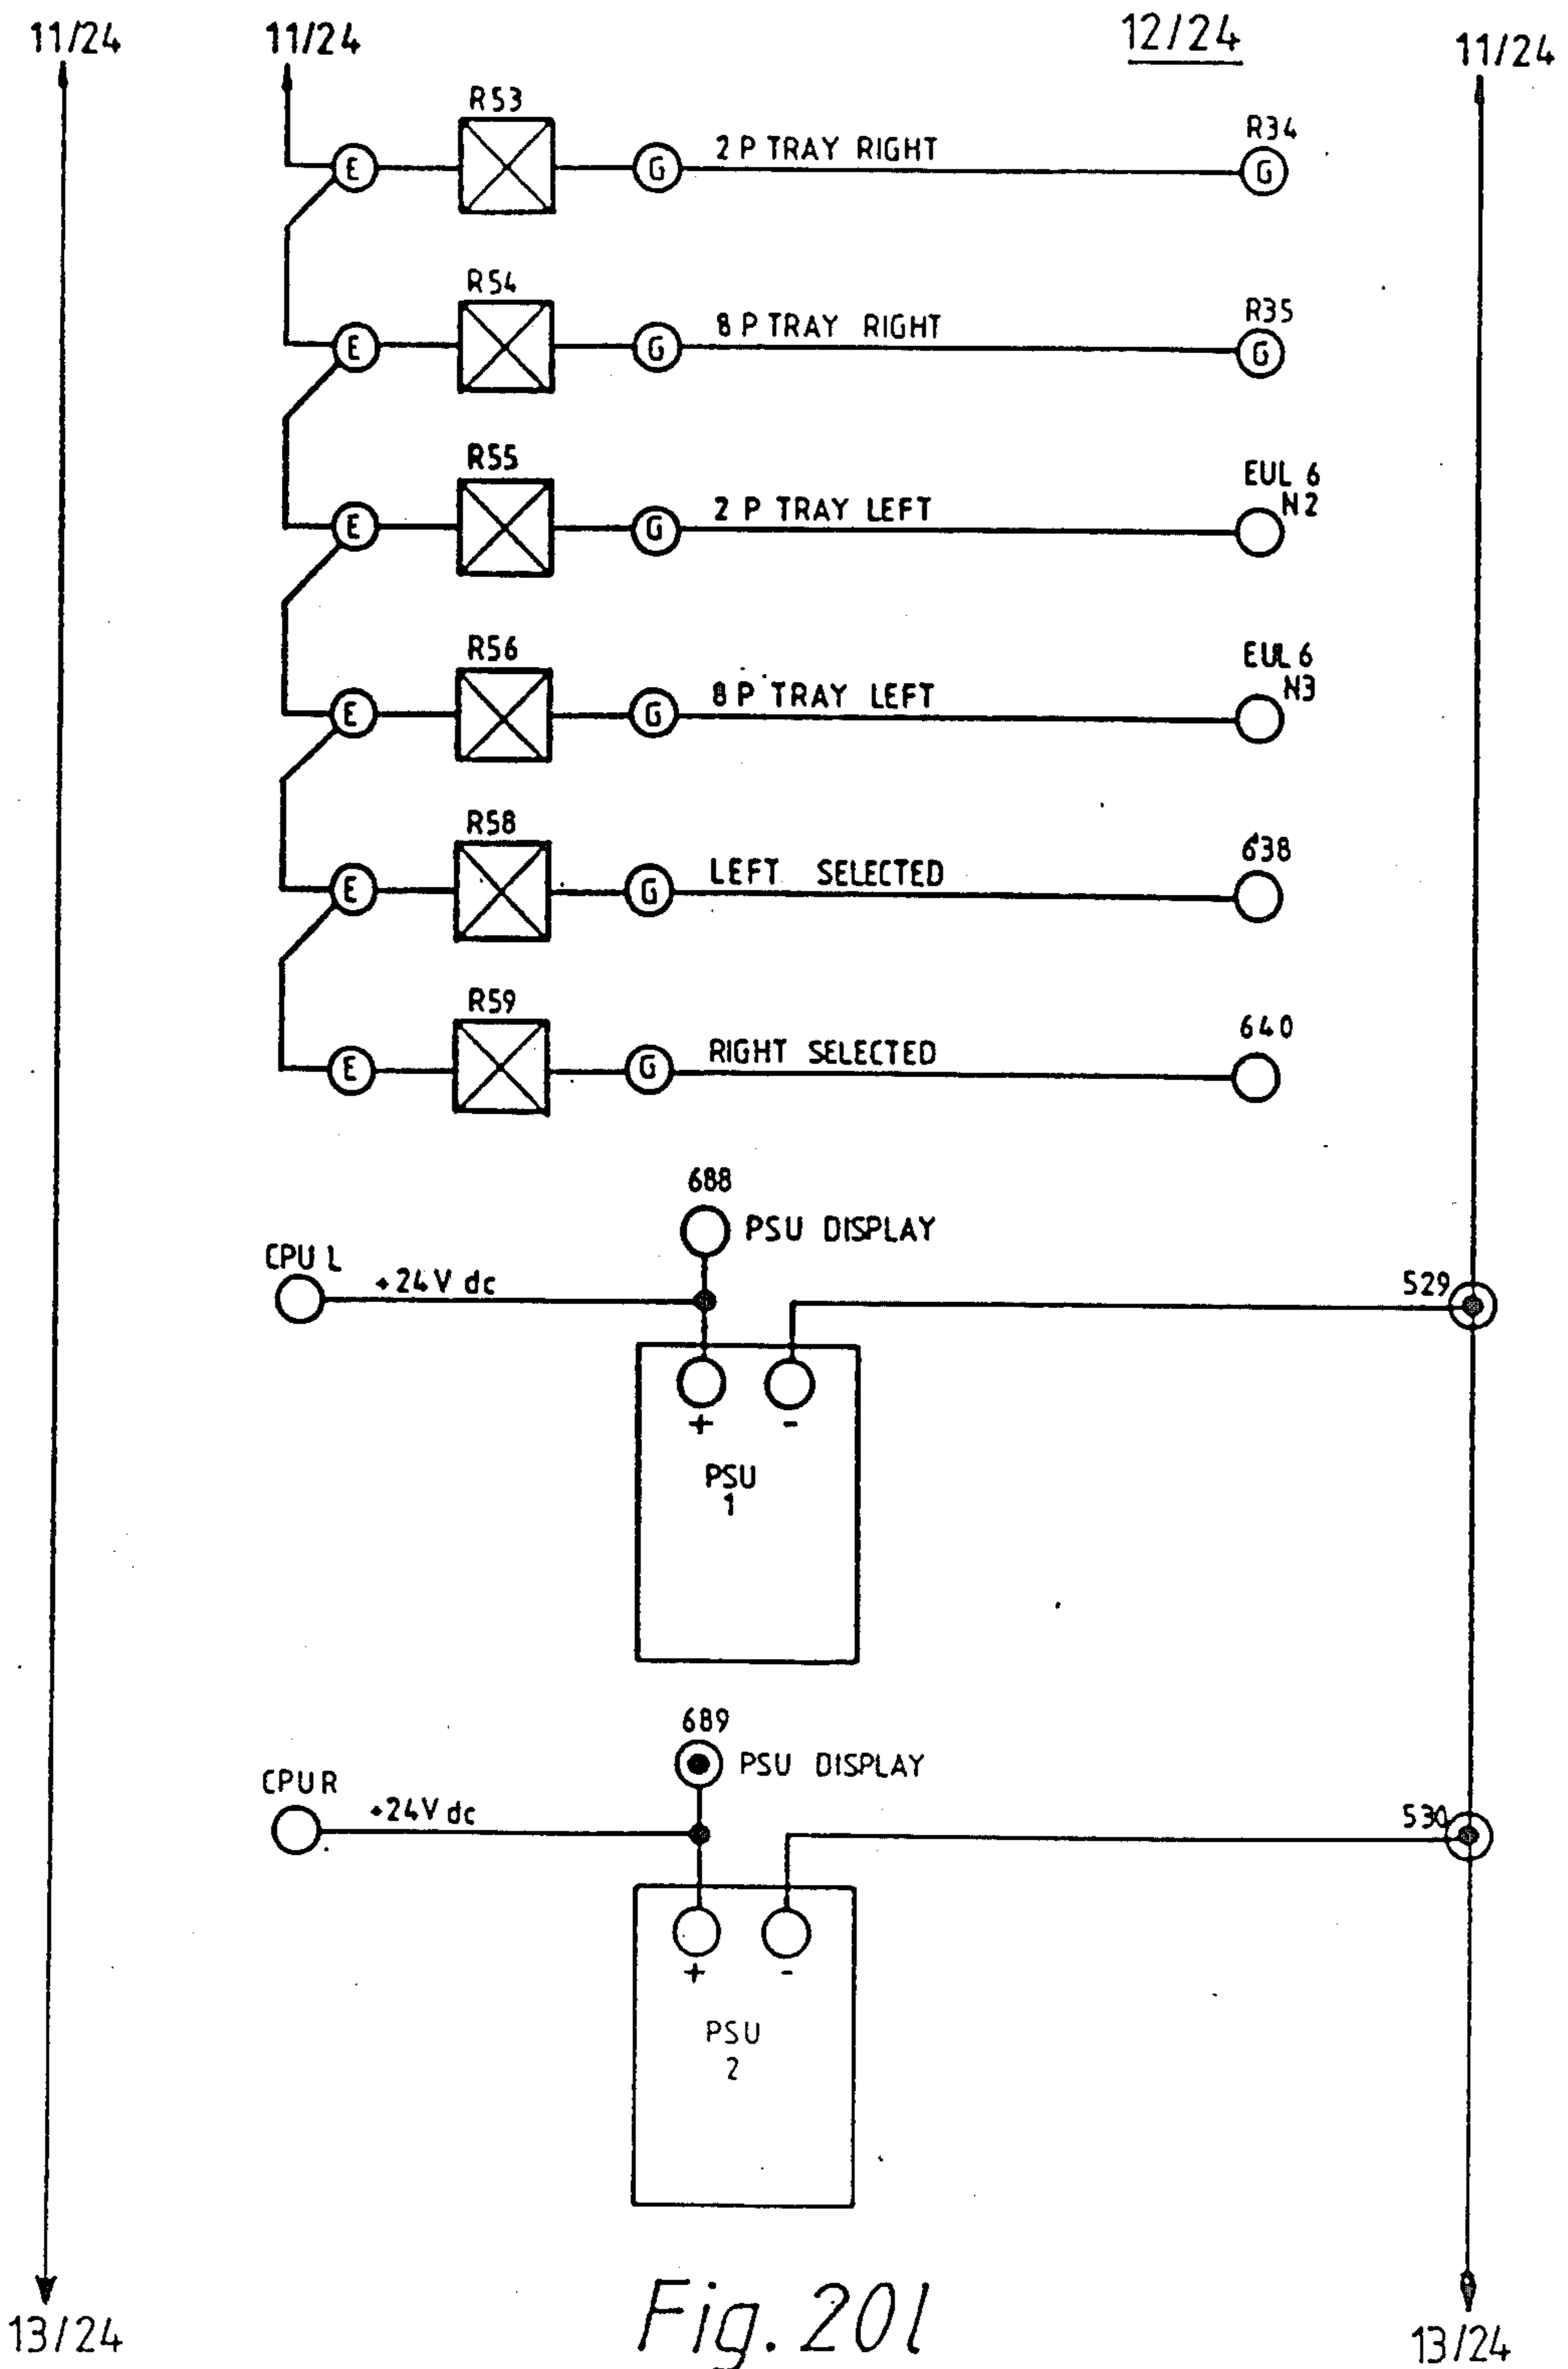 11/24 11/24 12/24 11/24
R53
E G 2 P TRAY RIGHT R34 G
R54
E G 8 P TRAY RIGHT R35 G
R55
E G 2 P TRAY LEFT EUL 6 N2
R56
E G 8 P TRAY LEFT EUL 6 N3
R58
E G LEFT SELECTED 638
R59
E G RIGHT SELECTED 640
688
PSU DISPLAY
CPU L +24V dc 529
+ -
PSU
1
689
PSU DISPLAY
CPU R +24V dc 530
+ -
PSU
2
13/24 Fig. 20l 13/24